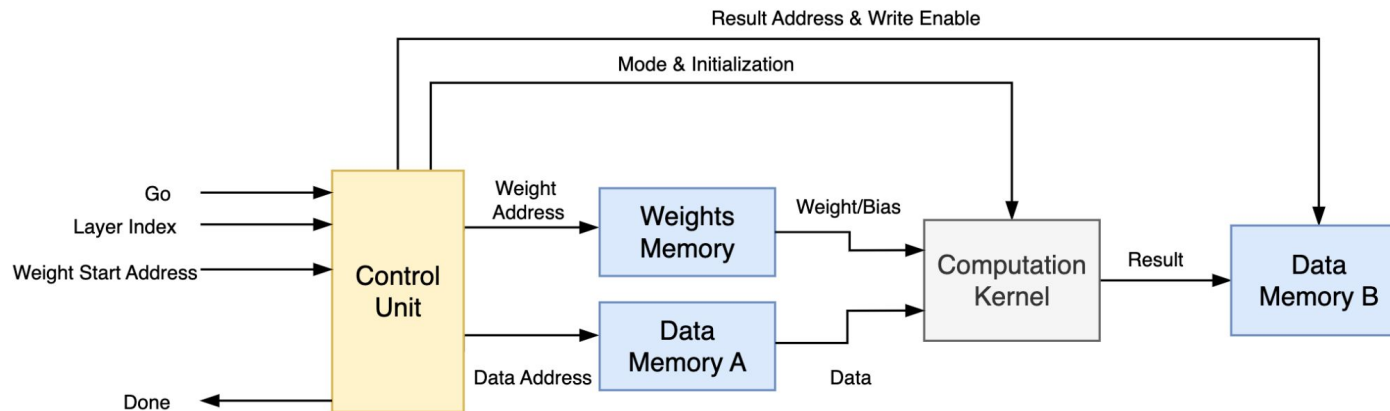 Result Address & Write Enable
Mode & Initialization
Go
Layer Index
Weight Start Address
Done
Control
Unit
Weight
Address
Weights
Memory
Weight/Bias
Data Address
Data
Memory A
Data
Computation
Kernel
Result
Data
Memory B